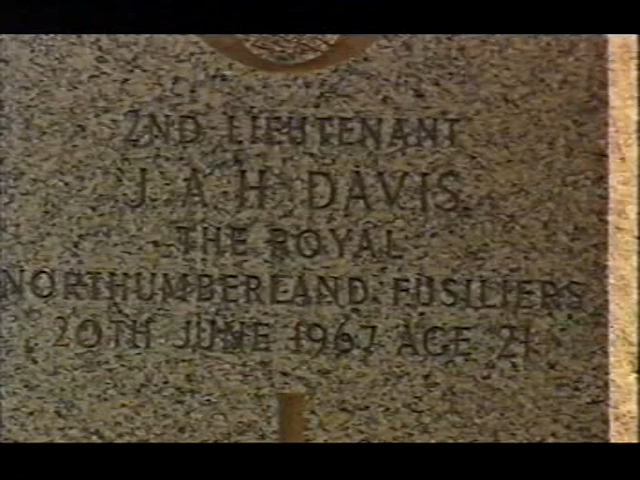 2ND LIEUTENANT
J. A. H. DAVIS
THE ROYAL
NORTHUMBERLAND FUSILIERS
20TH JUNE 1967 AGE 21